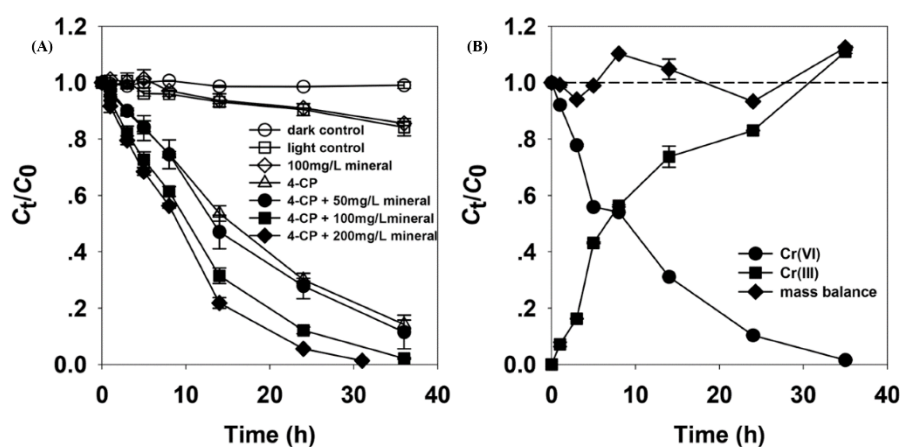 (A)
1.2
1.0
.8
.6
.4
.2
0.0
Ct/C0
0
10
20
30
40
Time (h)
dark control
light control
100mg/L mineral
4-CP
4-CP + 50mg/L mineral
4-CP + 100mg/Lmineral
4-CP + 200mg/L mineral
(B)
1.2
1.0
.8
.6
.4
.2
0.0
Ct/C0
0
10
20
30
40
Time (h)
Cr(VI)
Cr(III)
mass balance